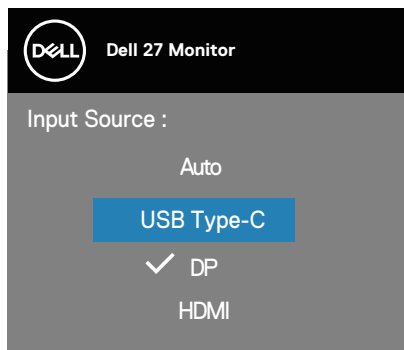 DELL
Dell 27 Monitor
Input Source :
Auto
USB Type-C
DP
HDMI